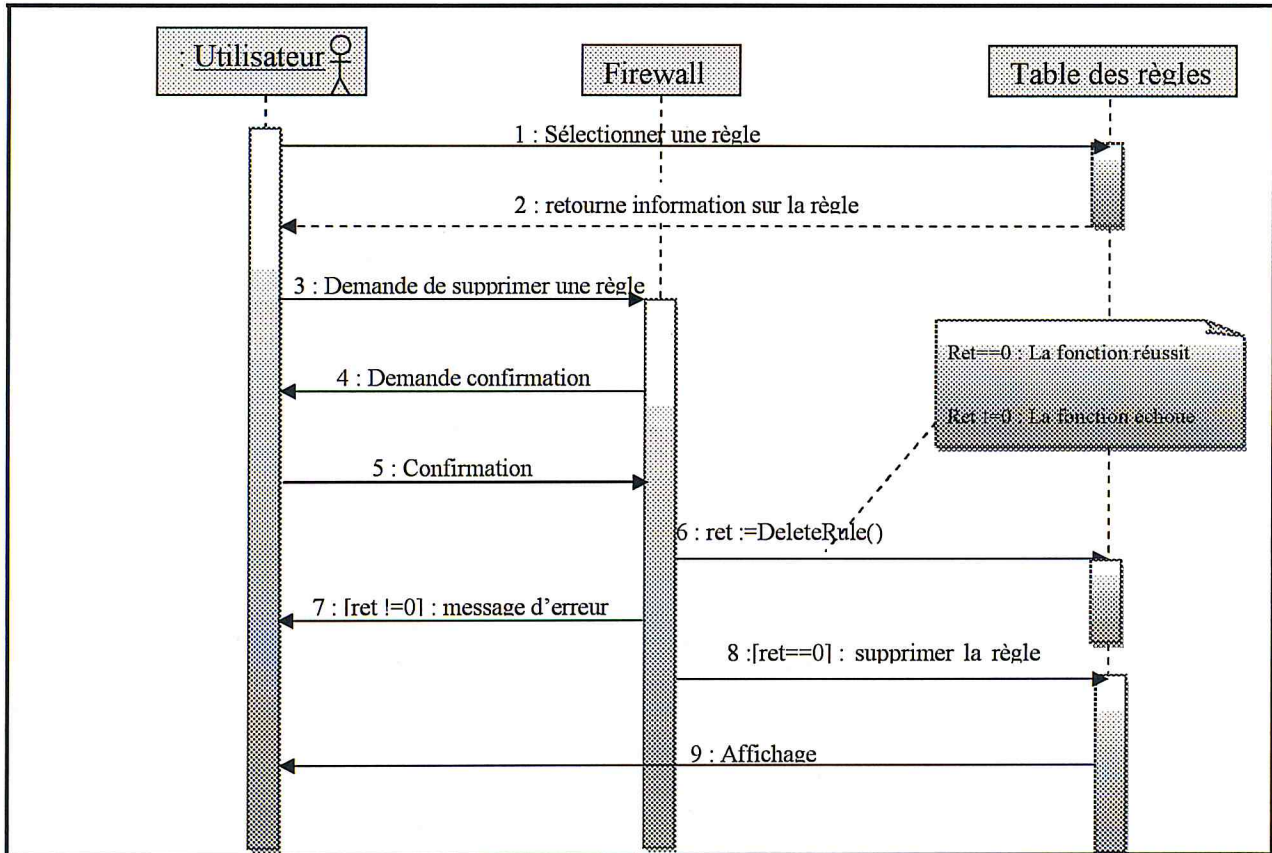 : Utilisateur
Firewall
Table des règles
1 : Sélectionner une règle
2 : retourne information sur la règle
3 : Demande de supprimer une règle
Ret==0 : La fonction réussit
4 : Demande confirmation
Ret !=0 : La fonction échoue
5 : Confirmation
6 : ret :=DeleteRule()
7 : [ret !=0] : message d'erreur
8 :[ret==0] : supprimer la règle
9 : Affichage